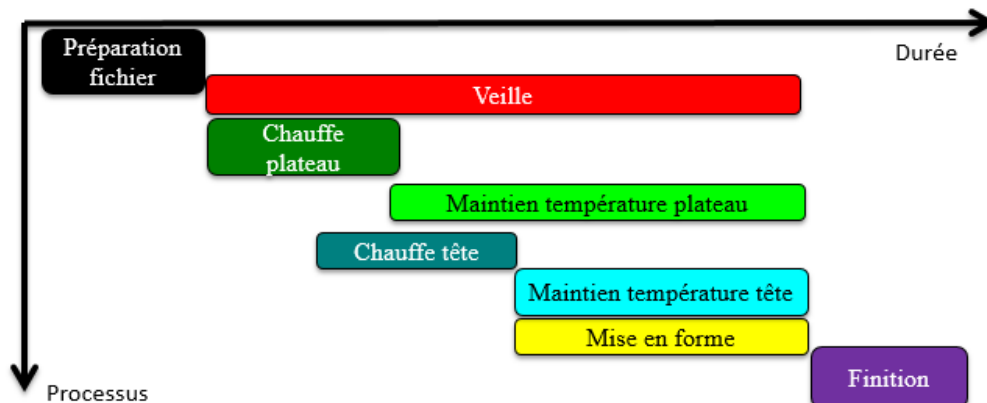 Préparation
fichier
Durée
Veille
Chauffe
plateau
Maintien température plateau
Chauffe tête
Maintien température tête
Mise en forme
Finition
Processus